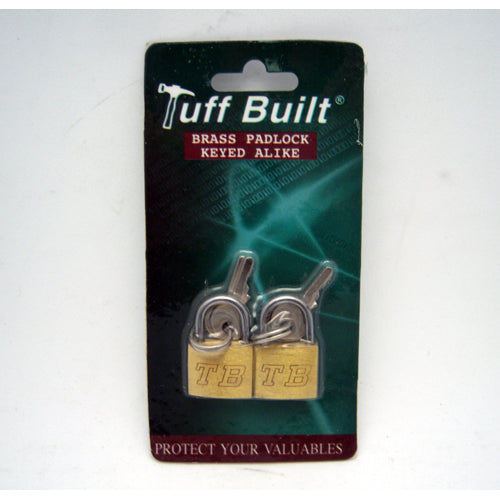 Tuff Built®
BRASS PADLOCK
KEYED ALIKE
TB TB
PROTECT YOUR VALUABLES